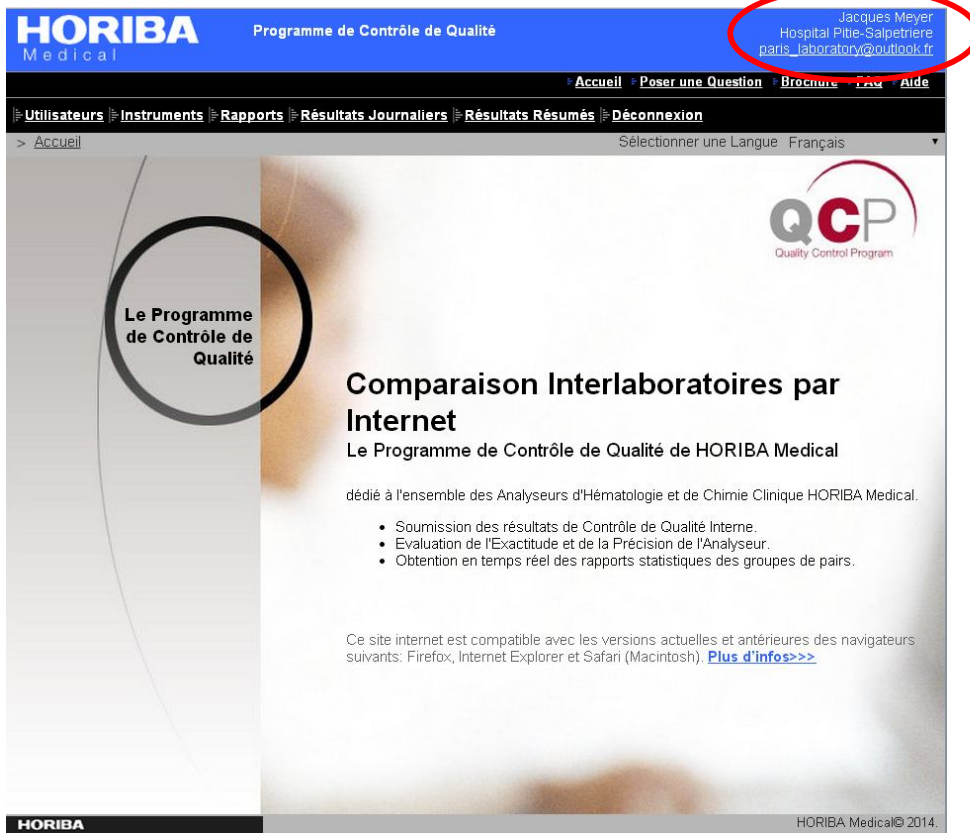 HORIBA
Medical
Programme de Contrôle de Qualité
Jacques Meyer
Hospital Pitie-Salpetriere
paris_laboratory@outlook.fr
Accueil Poser une Question Brochure FAQ Aide
Utilisateurs Instruments Rapports Résultats Journaliers Résultats Résumés Déconnexion
> Accueil
Sélectionner une Langue Français
QCP
Quality Control Program
Le Programme
de Contrôle de
Qualité
Comparaison Interlaboratoires par
Internet
Le Programme de Contrôle de Qualité de HORIBA Medical
dédié à l'ensemble des Analyseurs d'Hématologie et de Chimie Clinique HORIBA Medical.
• Soumission des résultats de Contrôle de Qualité Interne.
• Evaluation de l'Exactitude et de la Précision de l'Analyseur.
• Obtention en temps réel des rapports statistiques des groupes de pairs.
Ce site internet est compatible avec les versions actuelles et antérieures des navigateurs
suivants: Firefox, Internet Explorer et Safari (Macintosh). Plus d'infos>>>
HORIBA
HORIBA Medical© 2014.